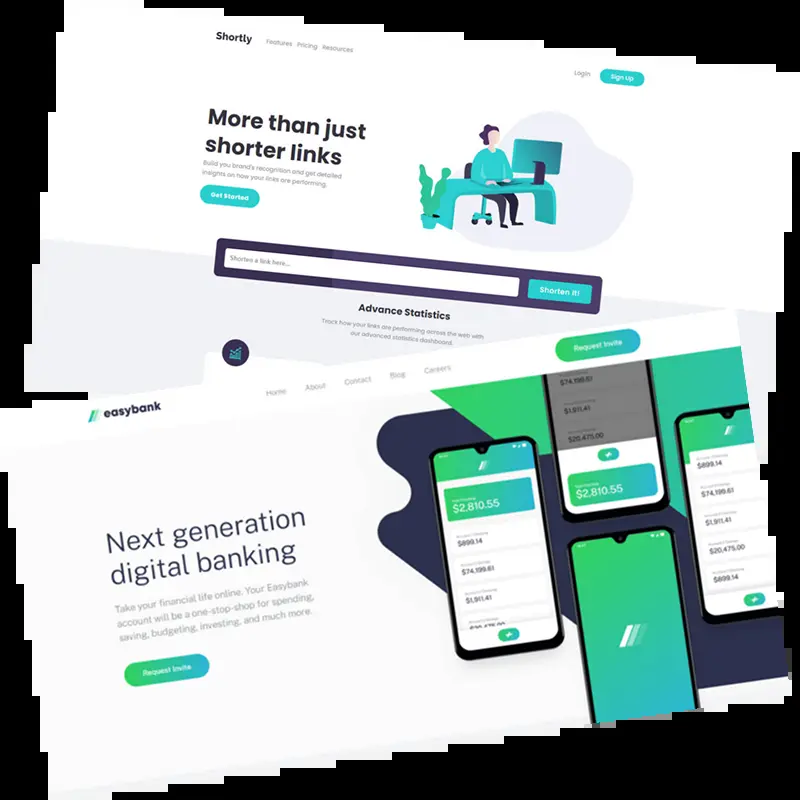 Shortly
Features Pricing Resources
Login
Sign Up
More than just
shorter links
Build you brand's recognition and get detailed
insights on how your links are performing.
Get Started
Shorten a link here...
Shorten It!
Advance Statistics
Track how your links are performing across the web with
our advanced statistics dashboard.
easybank
Home About Contact Blog Careers
Request Invite
Next generation
digital banking
Take your financial life online. Your Easybank
account will be a one-stop-shop for spending,
saving, budgeting, investing, and much more.
Request Invite
$2,810.55
$899.14
$74,199.61
$1,911.41
$20,475.00
$74,199.61
$1,911.41
$20,475.00
$2,810.55
$899.14
$74,199.61
$1,911.41
$20,475.00
$899.14